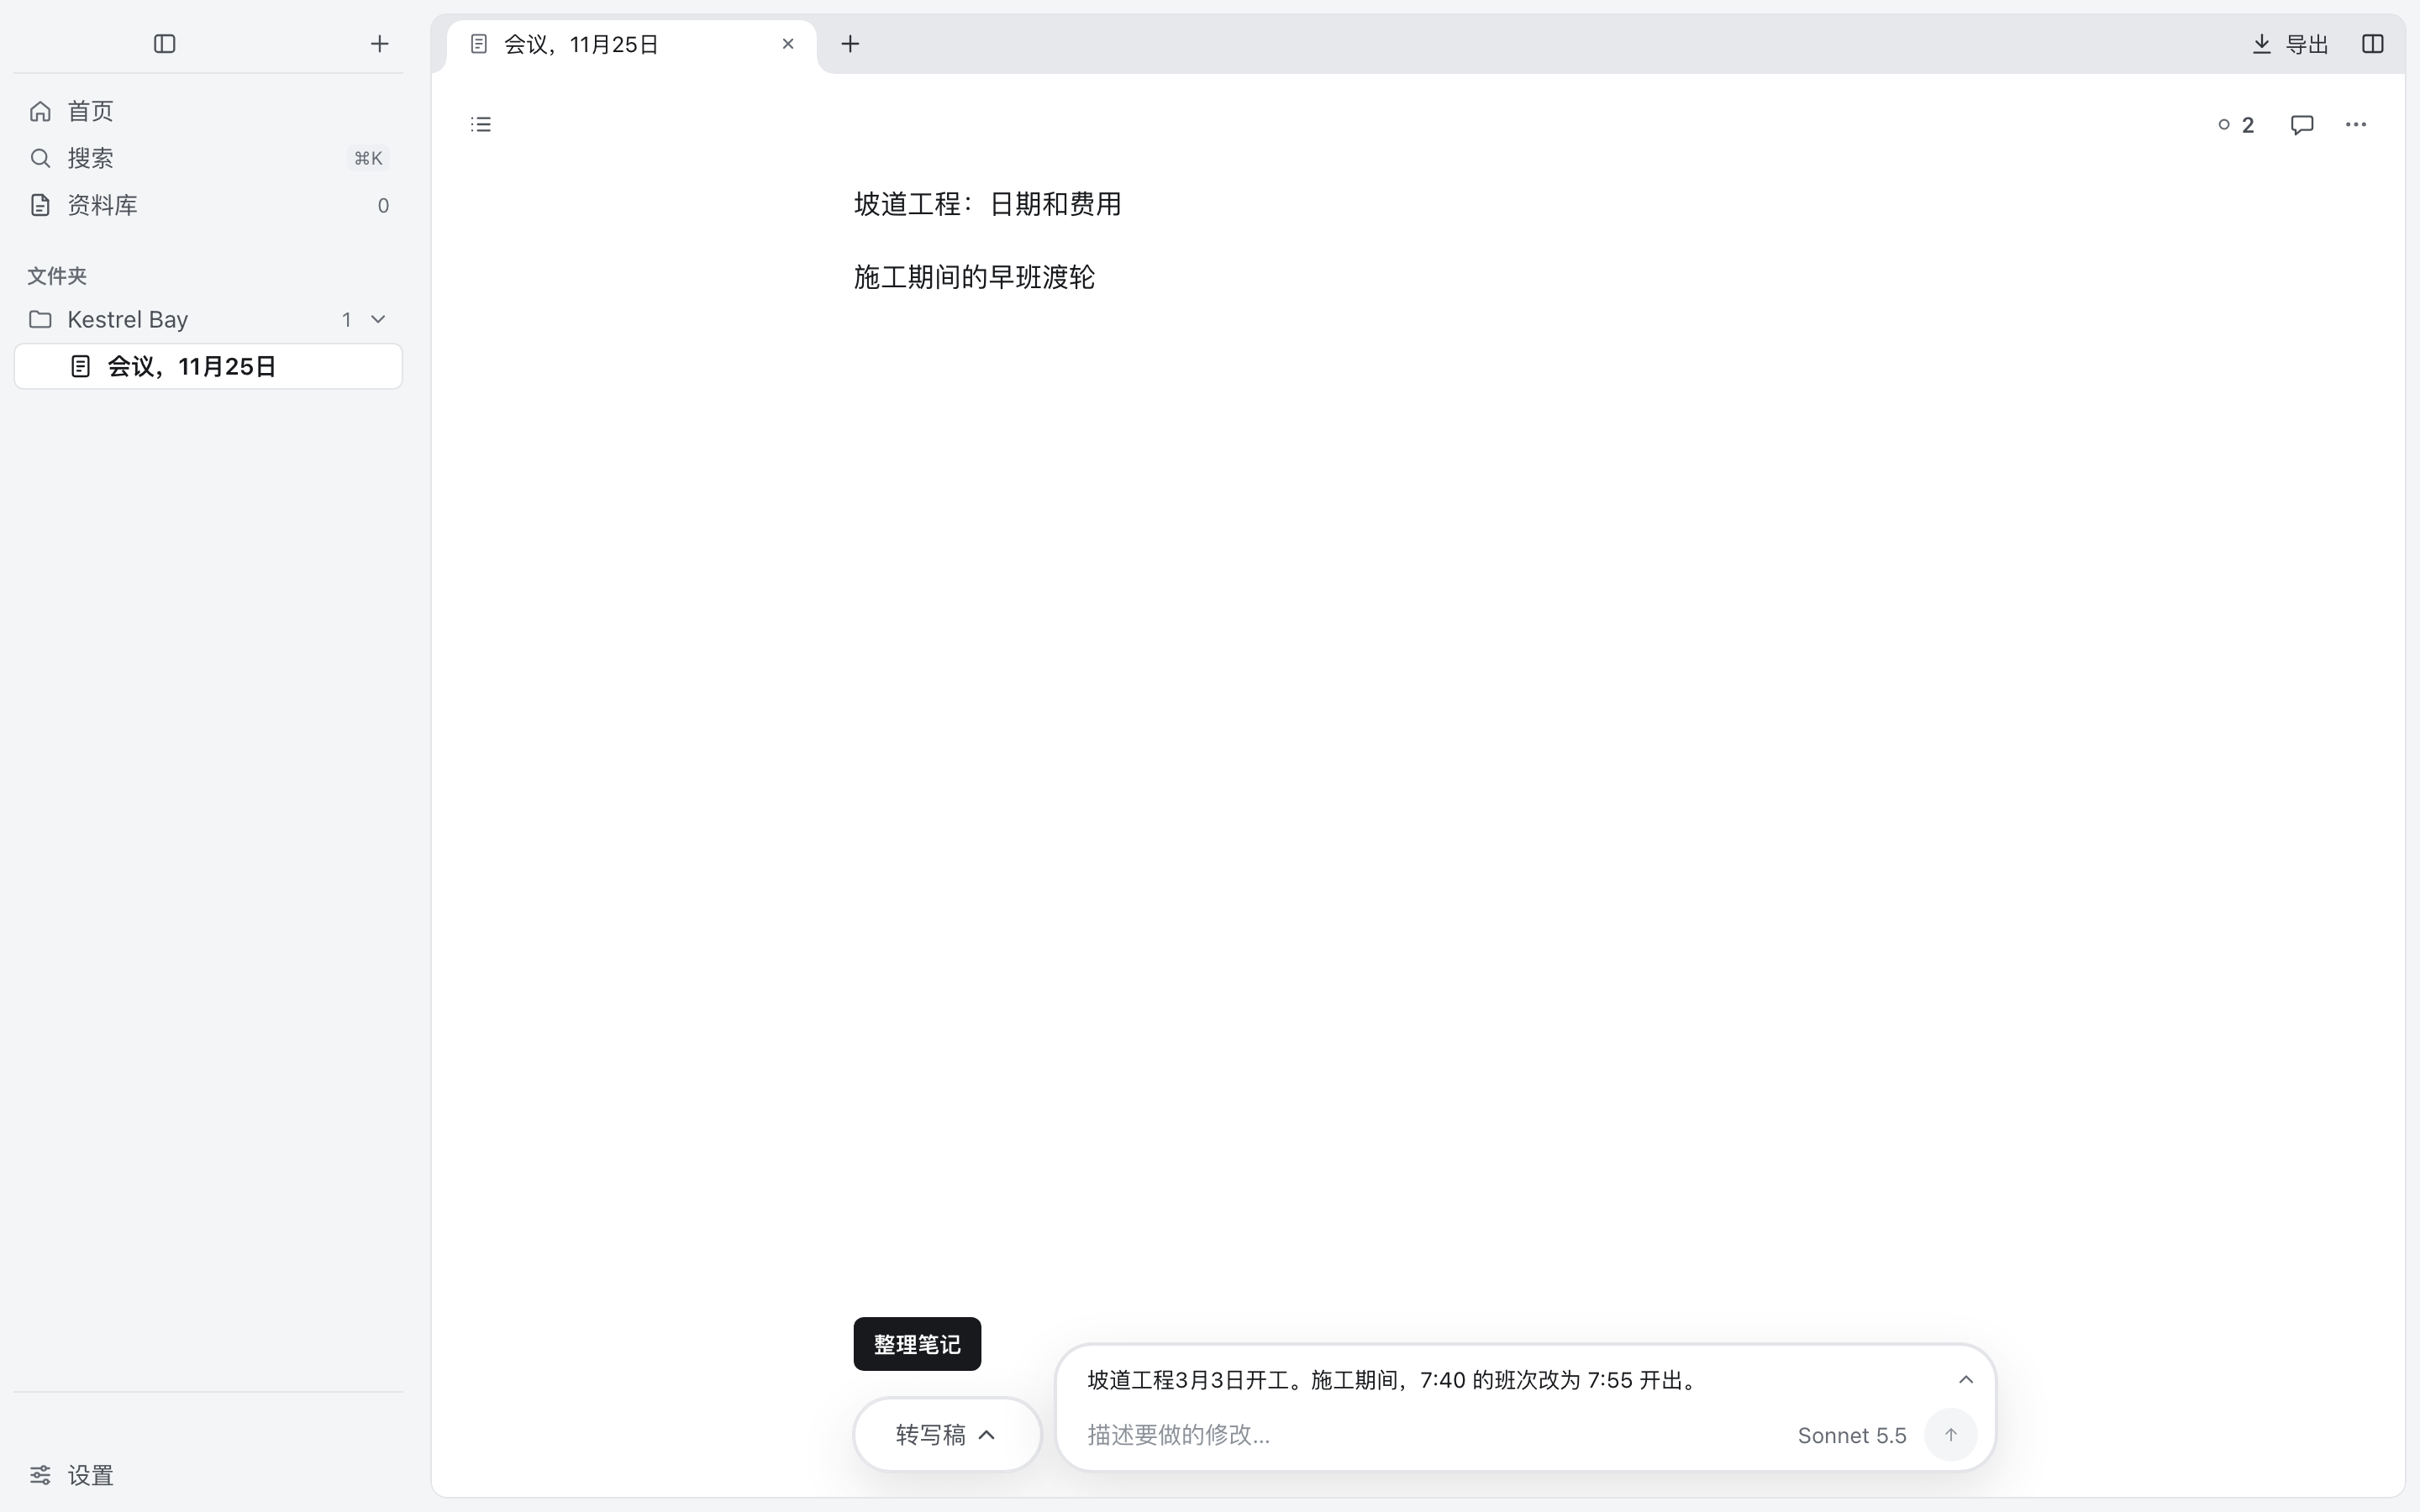 会议，11月25日
导出
首页
搜索 ⌘K
资料库 0
文件夹
Kestrel Bay 1
会议，11月25日
设置
2
坡道工程：日期和费用
施工期间的早班渡轮
整理笔记
转写稿
坡道工程3月3日开工。施工期间，7:40 的班次改为 7:55 开出。
描述要做的修改...
Sonnet 5.5